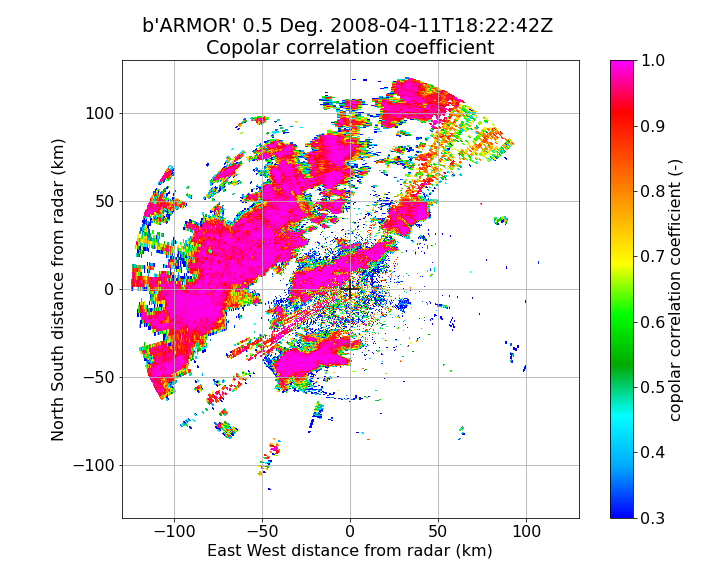 b'ARMOR' 0.5 Deg. 2008-04-11T18:22:42Z
Copolar correlation coefficient
North South distance from radar (km)
100
50
0
−50
−100
−100 −50 0 50 100
East West distance from radar (km)
1.0
0.9
0.8
0.7
0.6
0.5
0.4
0.3
copolar correlation coefficient (-)